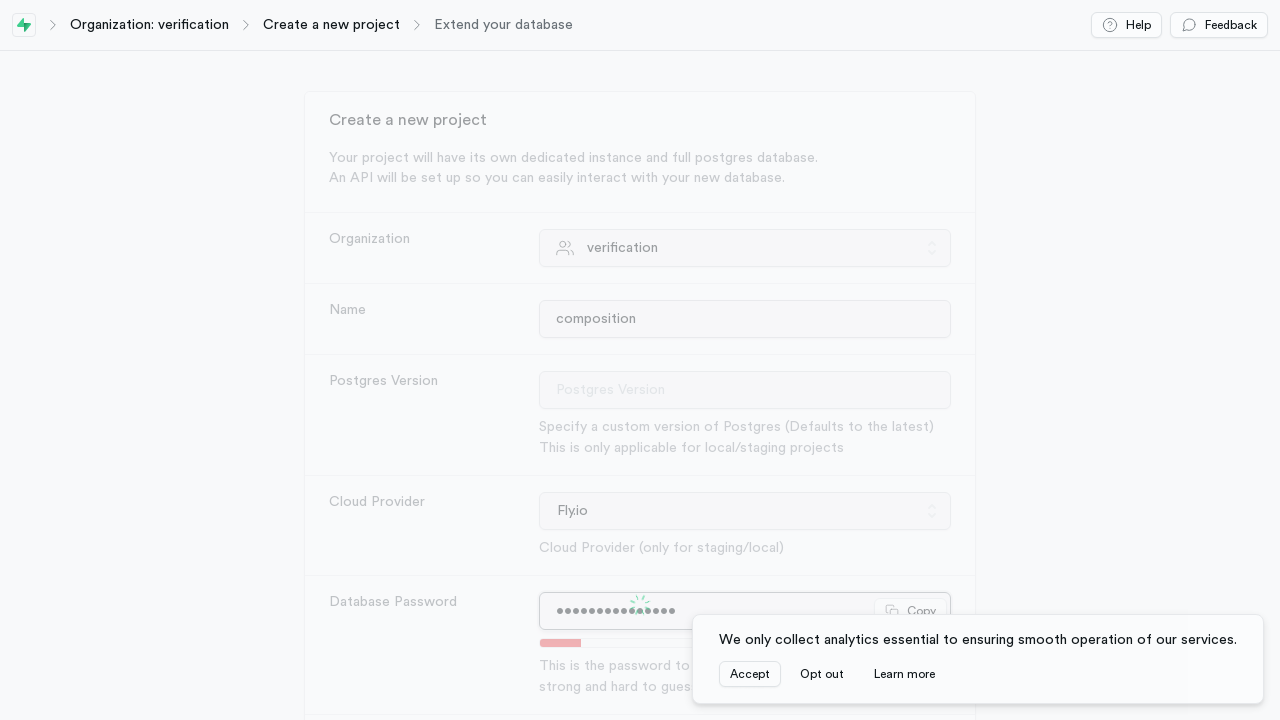 Organization: verification
Create a new project
Extend your database
Help
Feedback
Create a new project
Your project will have its own dedicated instance and full postgres database.
An API will be set up so you can easily interact with your new database.
Organization
verification
Name
composition
Postgres Version
Postgres Version
Specify a custom version of Postgres (Defaults to the latest)
This is only applicable for local/staging projects
Cloud Provider
Fly.io
Cloud Provider (only for staging/local)
Database Password
••••••••••••••• Copy
This is the password to
strong and hard to gues
We only collect analytics essential to ensuring smooth operation of our services.
Accept
Opt out
Learn more